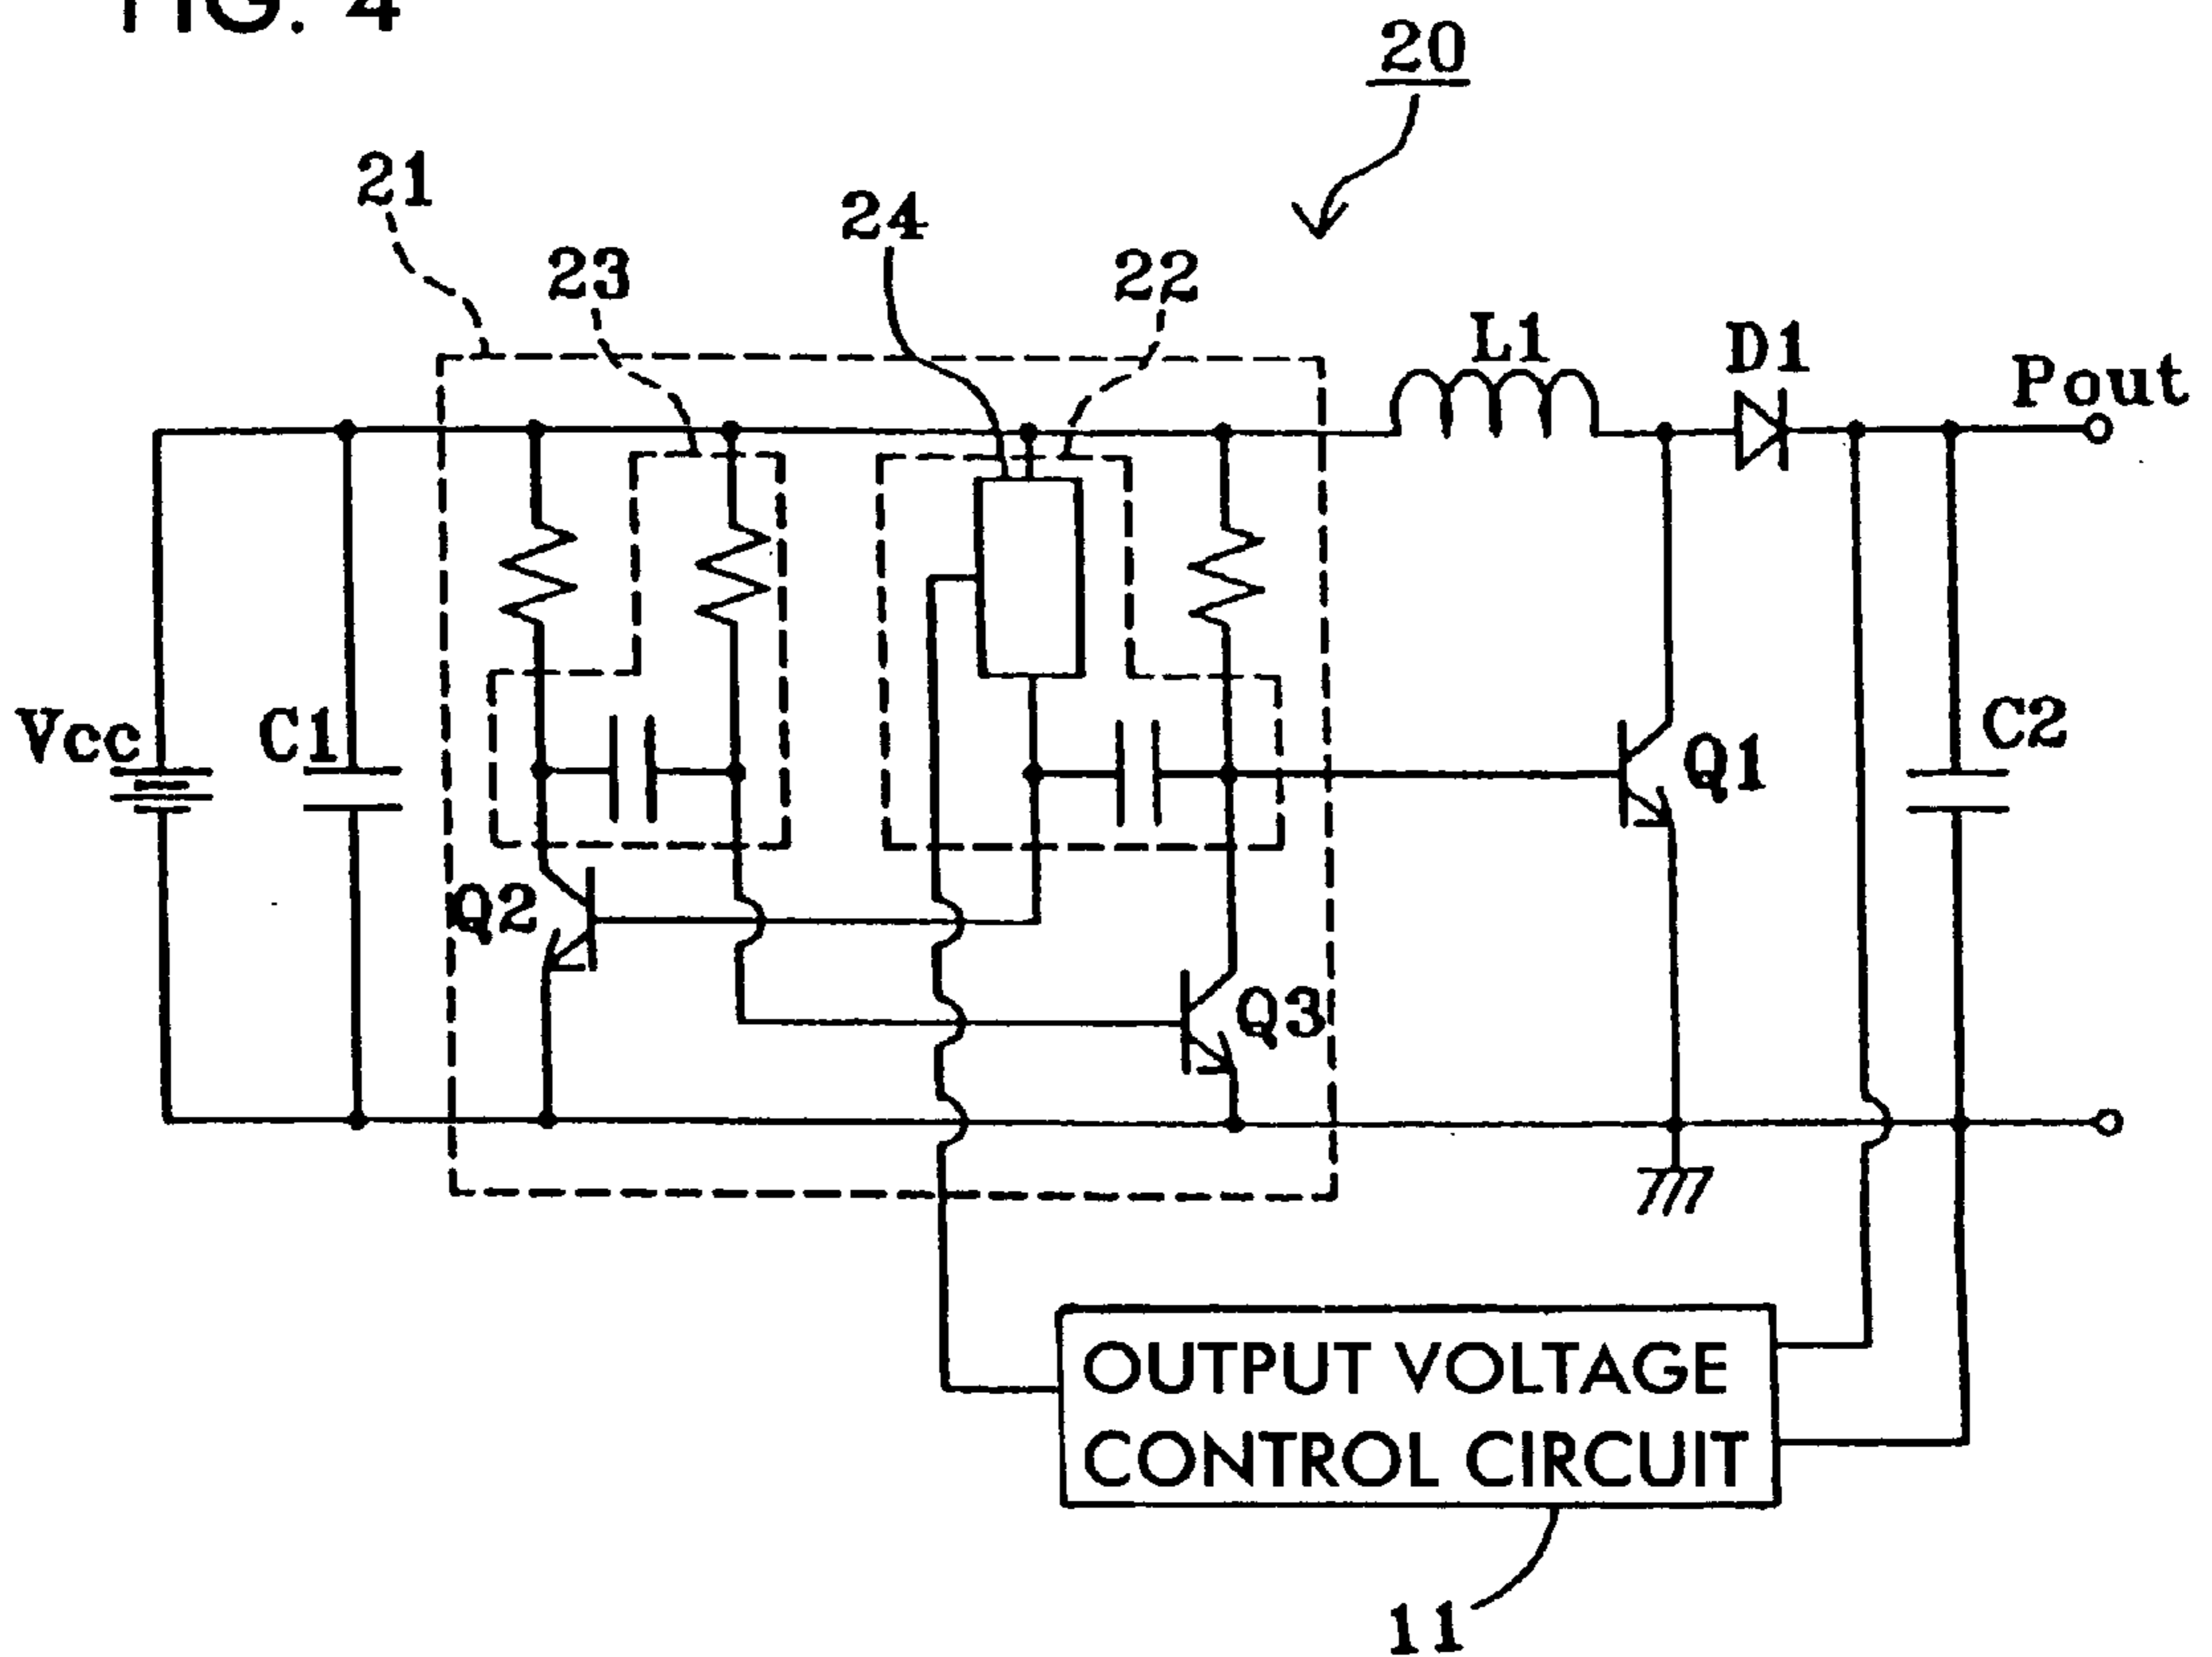 FIG. 4
20
21
24
23
22
L1
D1
Pout
Vcc
C1
Q1
C2
Q2
Q3
OUTPUT VOLTAGE
CONTROL CIRCUIT
11